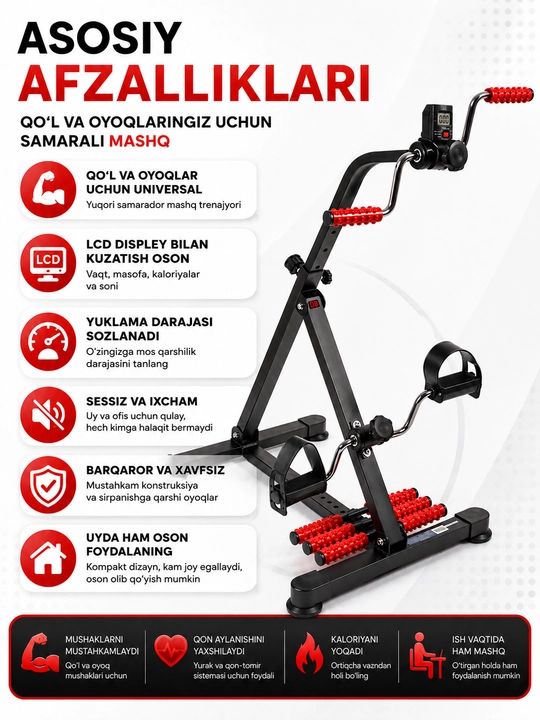 ASOSIY
AFZALLIKLARI
QO‘L VA OYOQLARINGIZ UCHUN
SAMARALI MASHQ
QO‘L VA OYOQLAR
UCHUN UNIVERSAL
Yuqori samarador mashq trenajyori
LCD
LCD DISPLEY BILAN
KUZATISH OSON
Vaqt, masofa, kaloriyalar
va soni
YUKLAMA DARAJASI
SOZLANADI
O‘zingizga mos qarshilik
darajasini tanlang
SESSIZ VA IXCHAM
Uy va ofis uchun qulay,
hech kimga halaqit bermaydi
BARQAROR VA XAVFSIZ
Mustahkam konstruksiya
va sirpanishga qarshi oyoqlar
UYDA HAM OSON
FOYDALANING
Kompakt dizayn, kam joy egallaydi,
oson olib qo‘yish mumkin
MUSHAKLARNI
MUSTAHKAMLAYDI
Qo‘l va oyoq
mushaklari uchun
QON AYLANISHINI
YAXSHILAYDI
Yurak va qon-tomir
sistemasi uchun foydali
KALORIYANI
YOQADI
Ortiqcha vazndan
holi bo‘ling
ISH VAQTIDA
HAM MASHQ
O‘tirgan holda ham
foydalanish mumkin